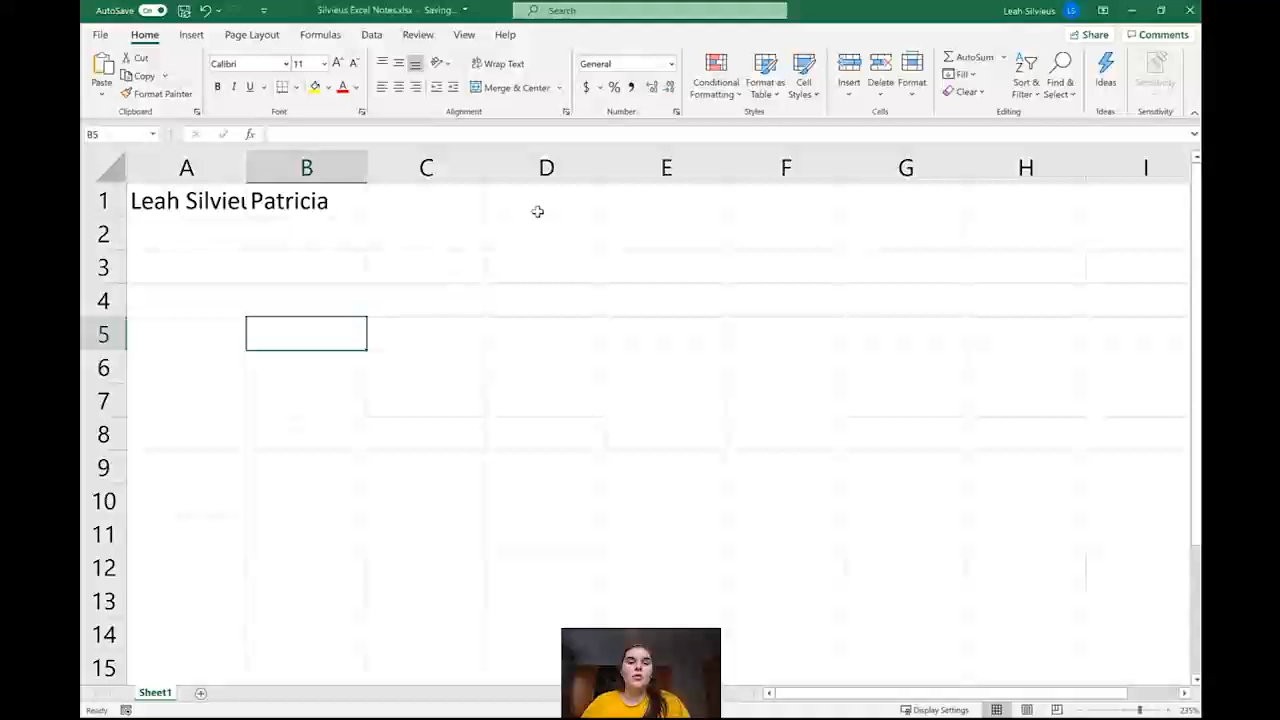 AutoSave On Silvieus Excel Notes.xlsx - Saving... Search Leah Silvieus LS
File Home Insert Page Layout Formulas Data Review View Help Share Comments
Paste Cut Copy Format Painter Clipboard
Calibri 11 B I U A Font
Wrap Text Merge & Center Alignment
General $ % Number
Conditional Formatting Format as Table Cell Styles Styles
Insert Delete Format Cells
AutoSum Fill Clear Sort & Filter Find & Select Editing
Ideas Ideas
Sensitivity Sensitivity
B5 fx
A B C D E F G H I
1 Leah Silvieu Patricia
2
3
4
5
6
7
8
9
10
11
12
13
14
15
Sheet1
Ready Display Settings 235%